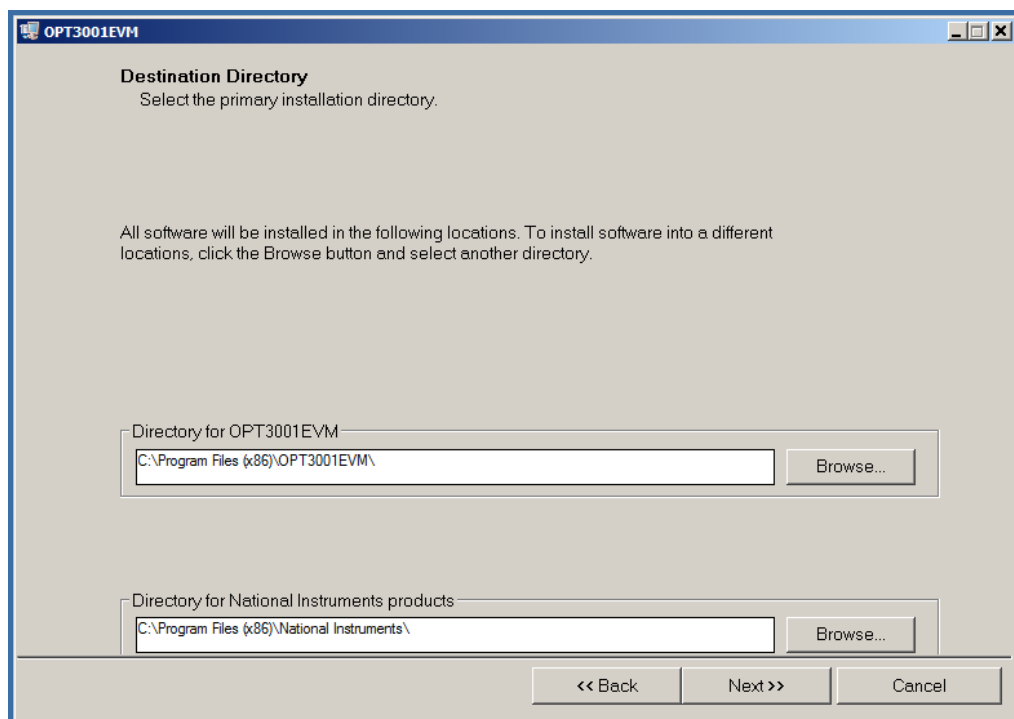 OPT3001EVM
Destination Directory
Select the primary installation directory.
All software will be installed in the following locations. To install software into a different
locations, click the Browse button and select another directory.
Directory for OPT3001EVM
C:\Program Files (x86)\OPT3001EVM\
Browse...
Directory for National Instruments products
C:\Program Files (x86)\National Instruments\
Browse...
<< Back
Next >>
Cancel